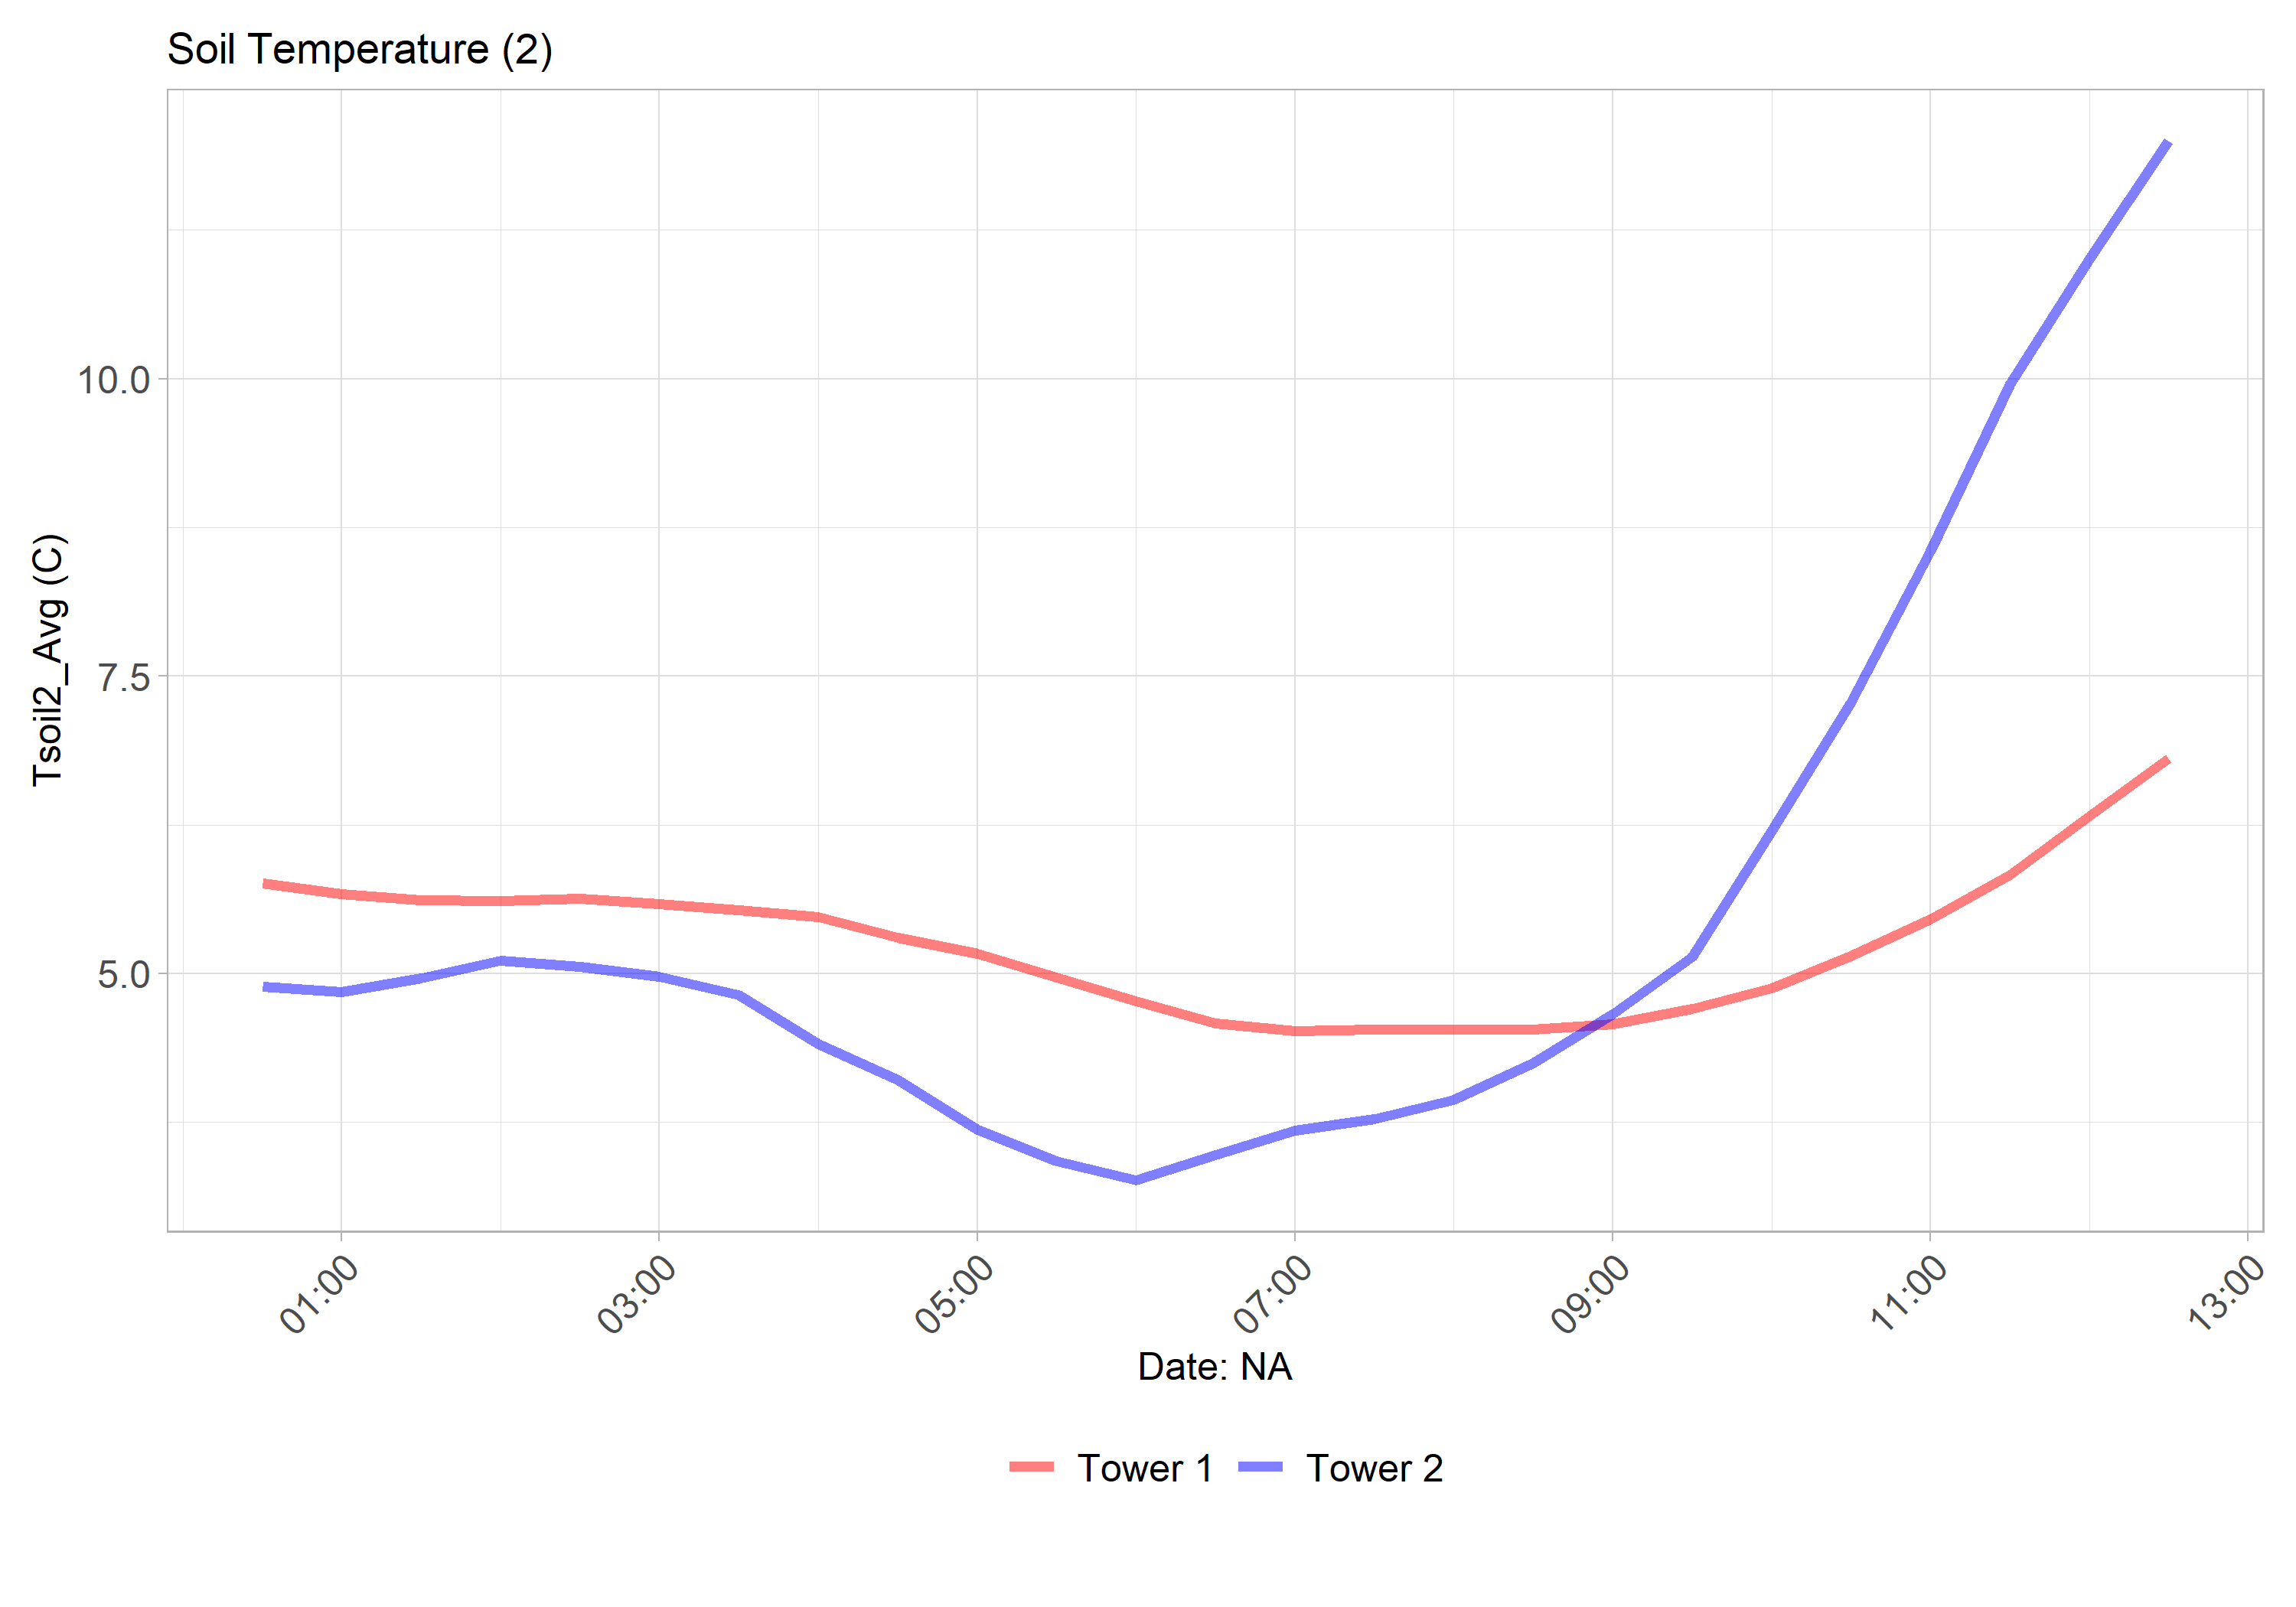 Soil Temperature (2)
Tsoil2_Avg (C)
10.0
7.5
5.0
01:00 03:00 05:00 07:00 09:00 11:00 13:00
Date: NA
Tower 1 Tower 2